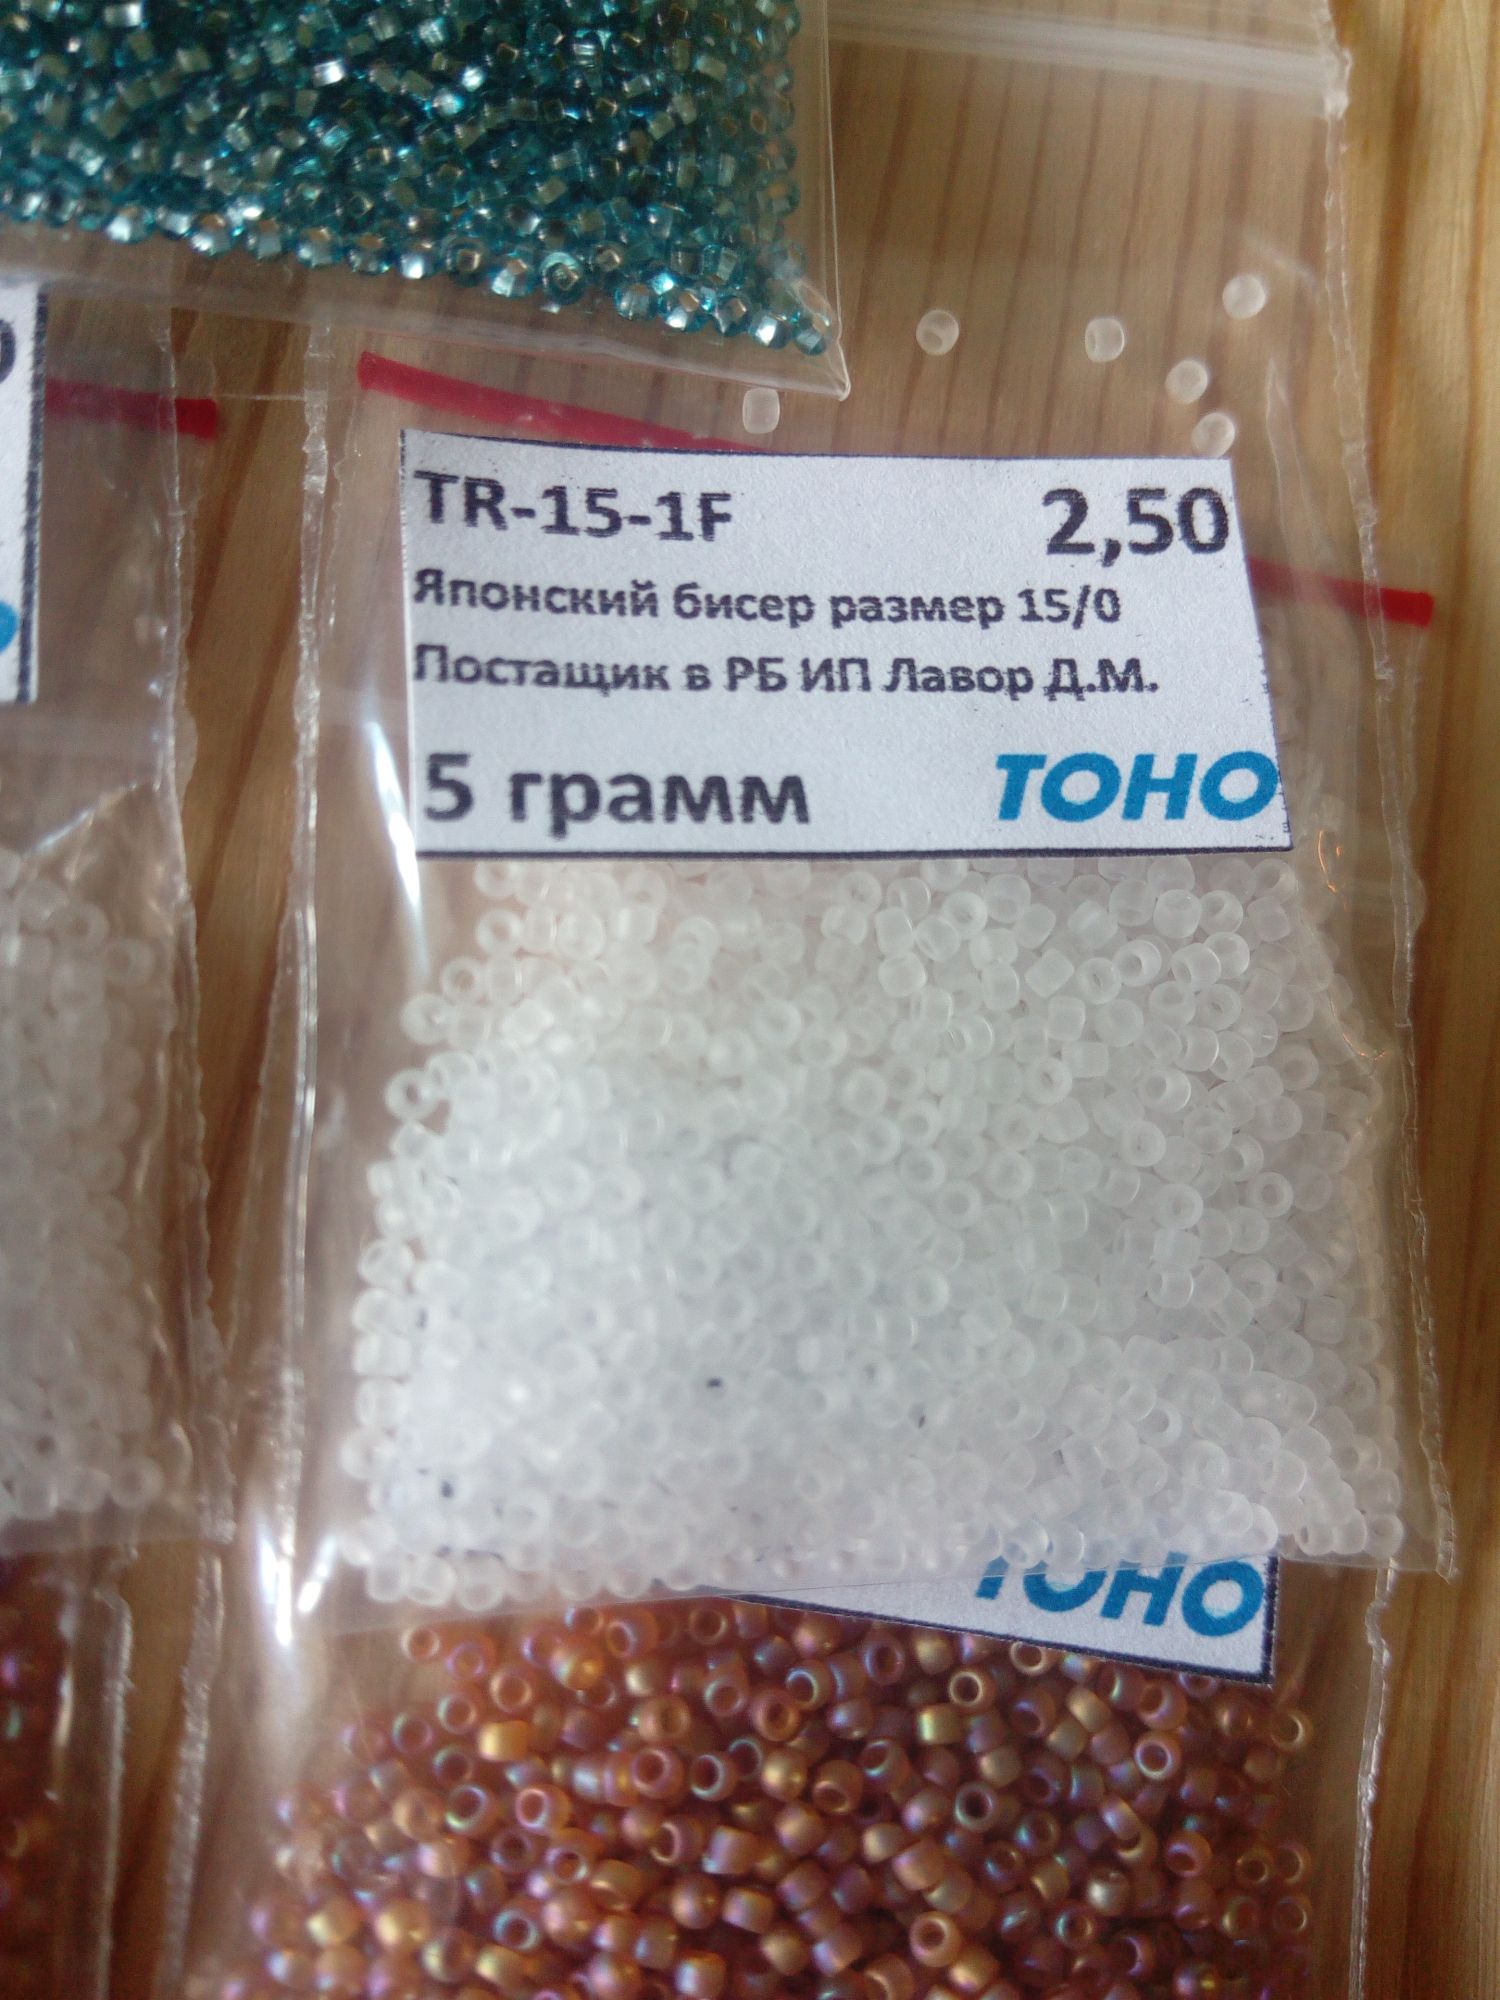 TR-15-1F 2,50
Японский бисер размер 15/0
Постащик в РБ ИП Лавор Д.М.
5 грамм TOHO
TOHO